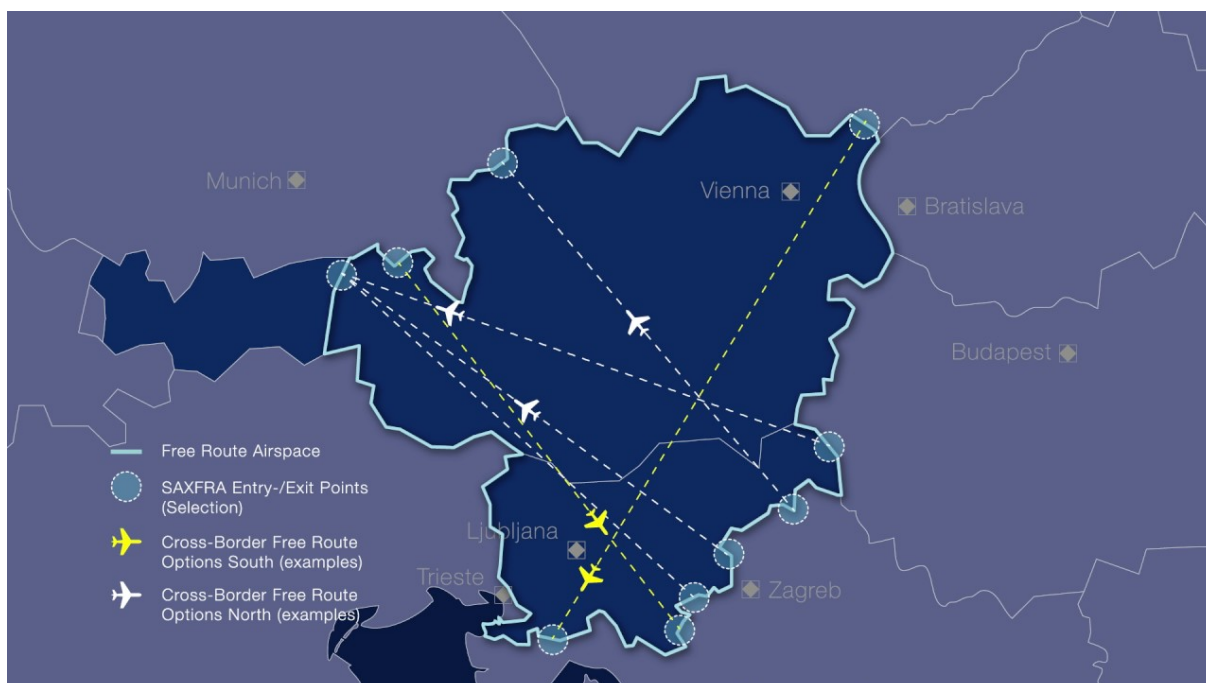 Munich
Vienna
Bratislava
Budapest
Free Route Airspace
SAXFRA Entry-/Exit Points
(Selection)
Ljubljana
Cross-Border Free Route
Options South (examples)
Trieste
Zagreb
Cross-Border Free Route
Options North (examples)